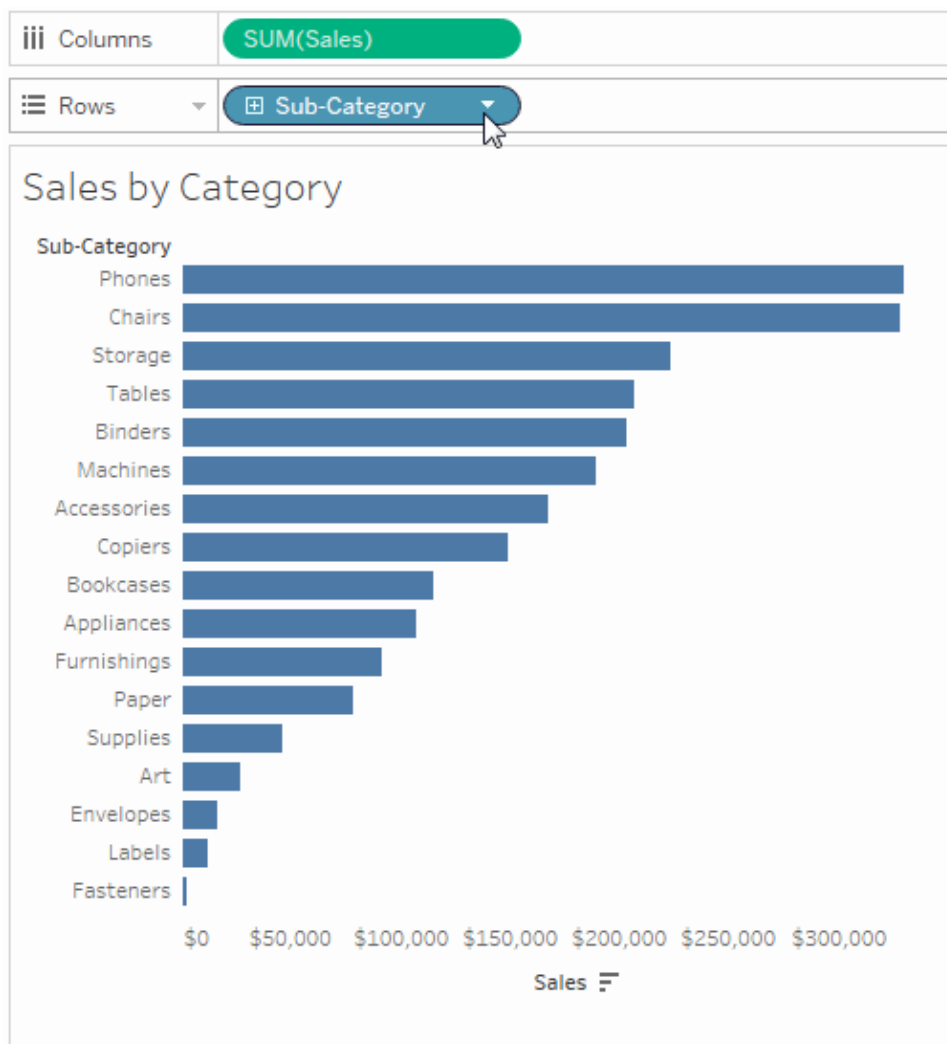 Columns SUM(Sales)
Rows Sub-Category
Sales by Category
Sub-Category
Phones
Chairs
Storage
Tables
Binders
Machines
Accessories
Copiers
Bookcases
Appliances
Furnishings
Paper
Supplies
Art
Envelopes
Labels
Fasteners
$0 $50,000 $100,000 $150,000 $200,000 $250,000 $300,000
Sales